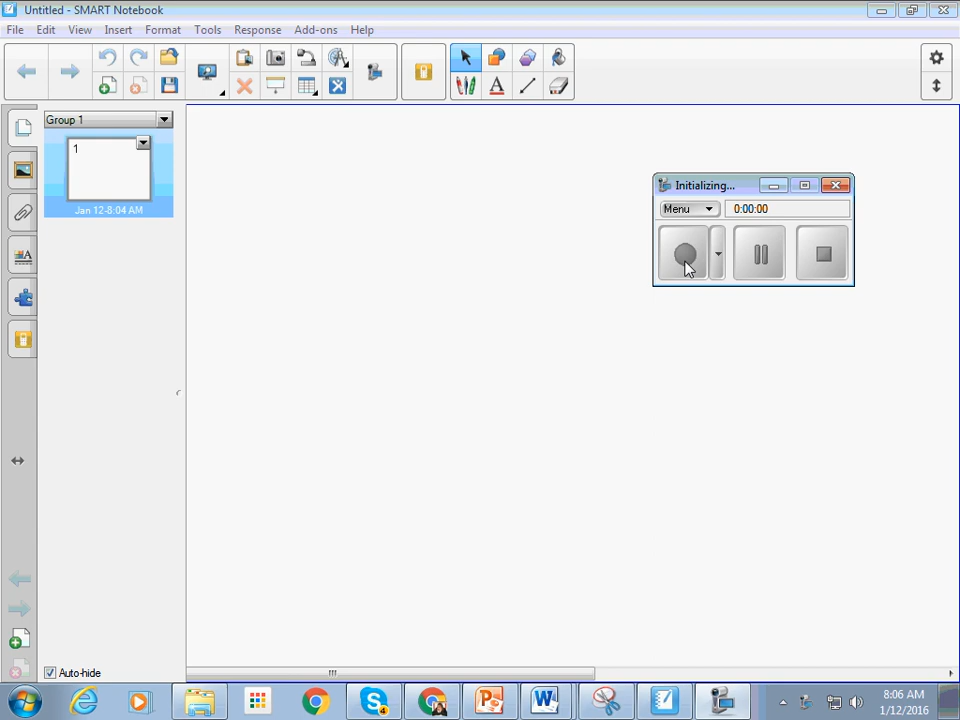 Untitled - SMART Notebook
File Edit View Insert Format Tools Response Add-ons Help
Group 1
1
Jan 12-8:04 AM
Initializing...
Menu 0:00:00
Auto-hide
4
8:06 AM
1/12/2016